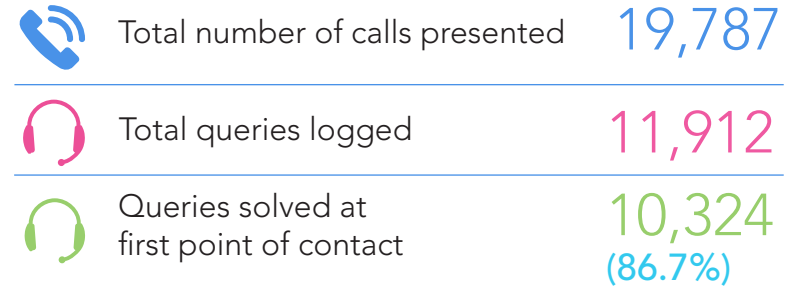 Total number of calls presented 19,787
Total queries logged 11,912
Queries solved at
first point of contact
10,324
(86.7%)